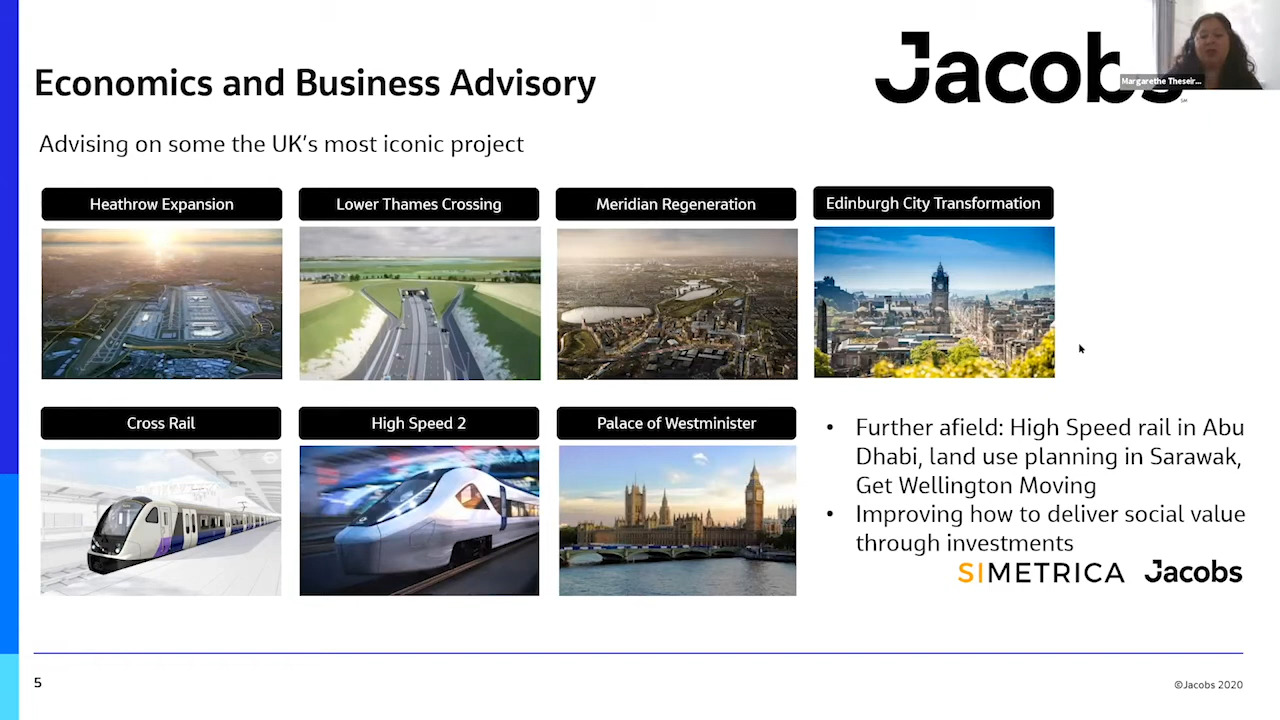 Jacobs
Margarethe Theseir...
SM
Economics and Business Advisory
Advising on some the UK's most iconic project
Heathrow Expansion
Lower Thames Crossing
Meridian Regeneration
Edinburgh City Transformation
Cross Rail
High Speed 2
Palace of Westminister
• Further afield: High Speed rail in Abu
Dhabi, land use planning in Sarawak,
Get Wellington Moving
• Improving how to deliver social value
through investments
SIMETRICA Jacobs
5
©Jacobs 2020